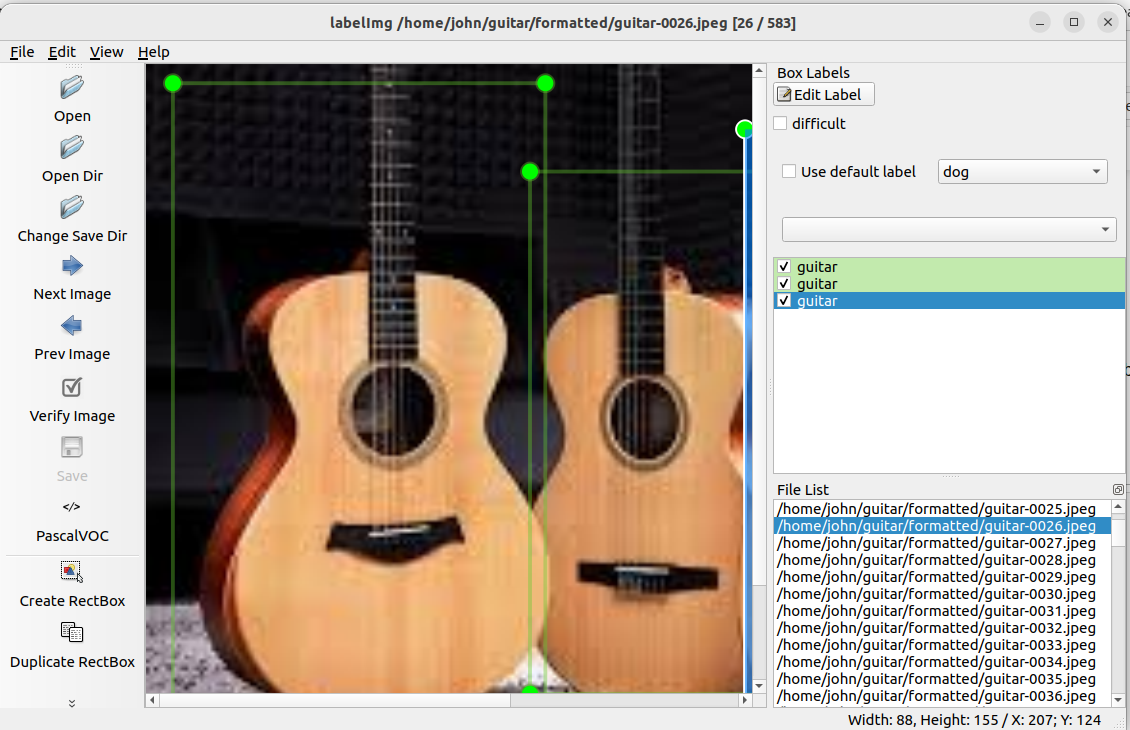 labelImg /home/john/guitar/formatted/guitar-0026.jpeg [26 / 583]
File Edit View Help
Open
Open Dir
Change Save Dir
Next Image
Prev Image
Verify Image
Save
</>
PascalVOC
Create RectBox
Duplicate RectBox
Box Labels
Edit Label
difficult
Use default label dog
guitar
guitar
guitar
File List
/home/john/guitar/formatted/guitar-0025.jpeg
/home/john/guitar/formatted/guitar-0026.jpeg
/home/john/guitar/formatted/guitar-0027.jpeg
/home/john/guitar/formatted/guitar-0028.jpeg
/home/john/guitar/formatted/guitar-0029.jpeg
/home/john/guitar/formatted/guitar-0030.jpeg
/home/john/guitar/formatted/guitar-0031.jpeg
/home/john/guitar/formatted/guitar-0032.jpeg
/home/john/guitar/formatted/guitar-0033.jpeg
/home/john/guitar/formatted/guitar-0034.jpeg
/home/john/guitar/formatted/guitar-0035.jpeg
/home/john/guitar/formatted/guitar-0036.jpeg
Width: 88, Height: 155 / X: 207; Y: 124